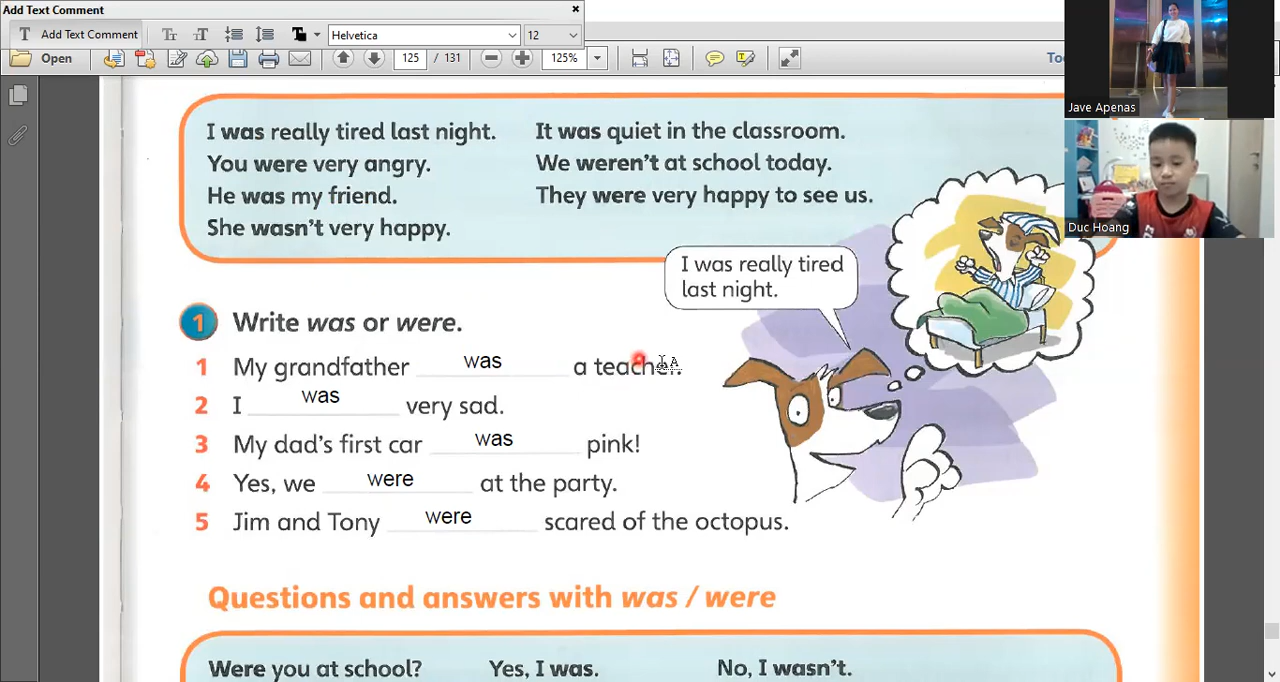 Add Text Comment
Add Text Comment
Helvetica
12
Open
125 / 131
125%
I was really tired last night.
You were very angry.
He was my friend.
She wasn't very happy.
It was quiet in the classroom.
We weren't at school today.
They were very happy to see us.
I was really tired
last night.
1 Write was or were.
1 My grandfather was a teacher.
2 I was very sad.
3 My dad's first car was pink!
4 Yes, we were at the party.
5 Jim and Tony were scared of the octopus.
Questions and answers with was / were
Were you at school? Yes, I was. No, I wasn't.
Jave Apenas
Duc Hoang